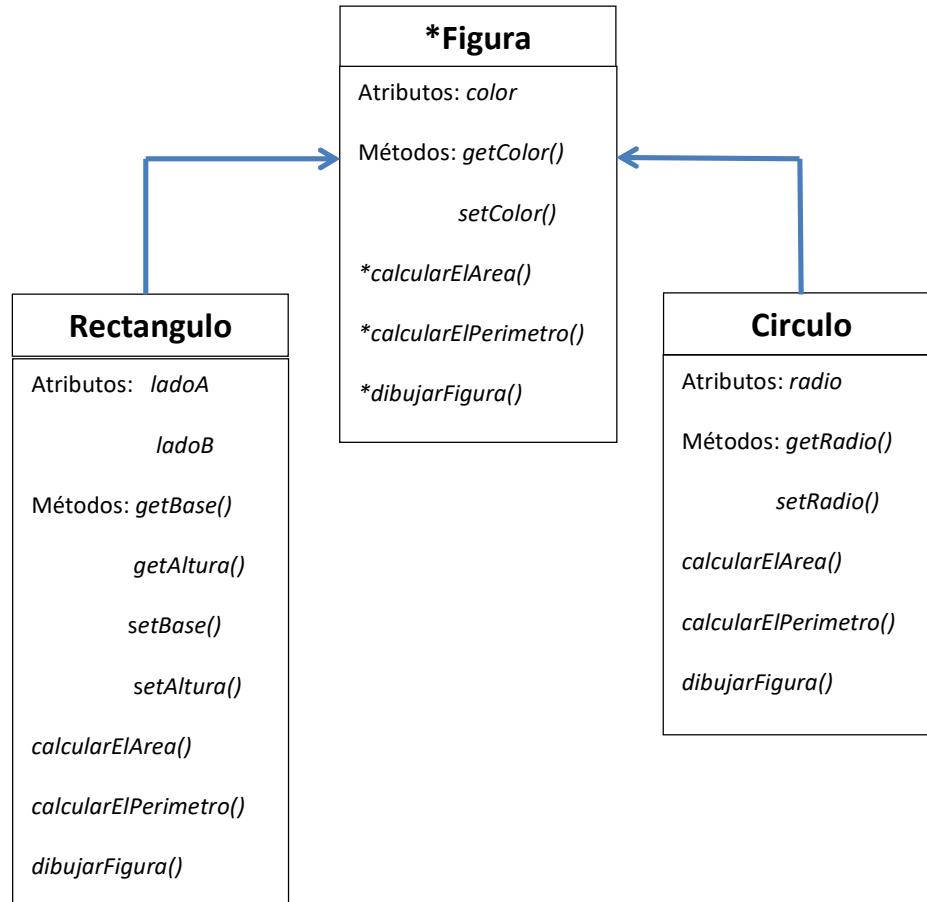 *Figura
Atributos: color
Métodos: getColor()
setColor()
*calcularElArea()
*calcularElPerimetro()
*dibujarFigura()
Rectangulo
Atributos: ladoA
ladoB
Métodos: getBase()
getAltura()
setBase()
setAltura()
calcularElArea()
calcularElPerimetro()
dibujarFigura()
Circulo
Atributos: radio
Métodos: getRadio()
setRadio()
calcularElArea()
calcularElPerimetro()
dibujarFigura()